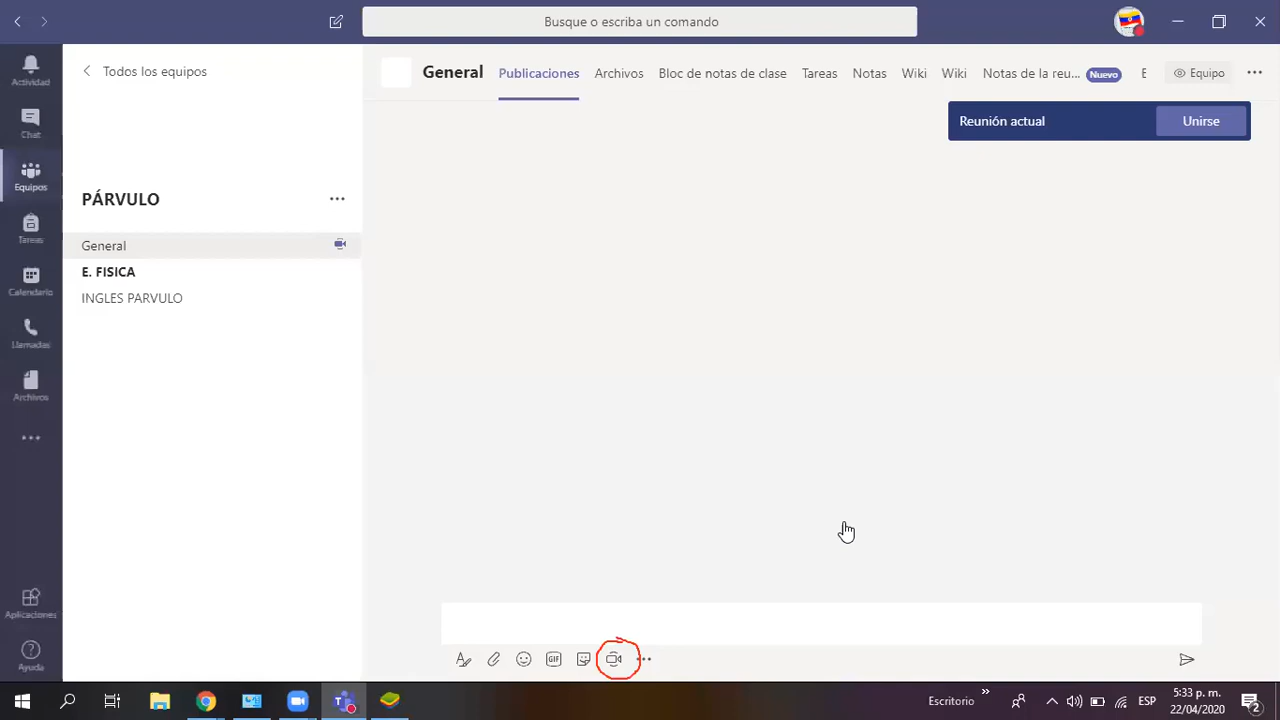 Busque o escriba un comando
Actividad
Chat
Equipos
Tareas
Calendario
Llamadas
Archivos
Aplicaciones
Ayuda
Todos los equipos
PÁRVULO
General
E. FISICA
INGLES PARVULO
General Publicaciones Archivos Bloc de notas de clase Tareas Notas Wiki Wiki Notas de la reu... Nuevo E Equipo
Reunión actual Unirse
GIF
Escritorio » ESP 5:33 p. m.
22/04/2020 2